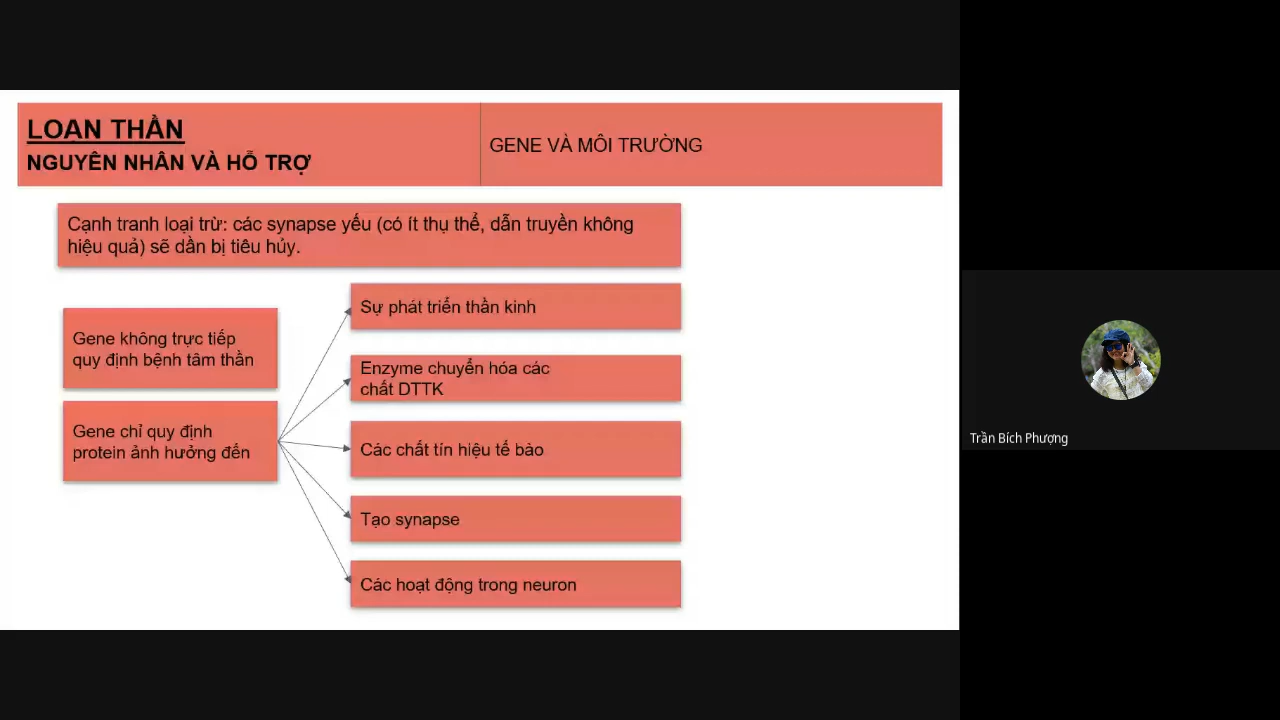 LOẠN THẦN
NGUYÊN NHÂN VÀ HỖ TRỢ
GENE VÀ MÔI TRƯỜNG
Cạnh tranh loại trừ: các synapse yếu (có ít thụ thể, dẫn truyền không
hiệu quả) sẽ dần bị tiêu hủy.
Gene không trực tiếp
quy định bệnh tâm thần
Gene chỉ quy định
protein ảnh hưởng đến
Sự phát triển thần kinh
Enzyme chuyển hóa các
chất DTTK
Các chất tín hiệu tế bào
Tạo synapse
Các hoạt động trong neuron
Trần Bích Phượng